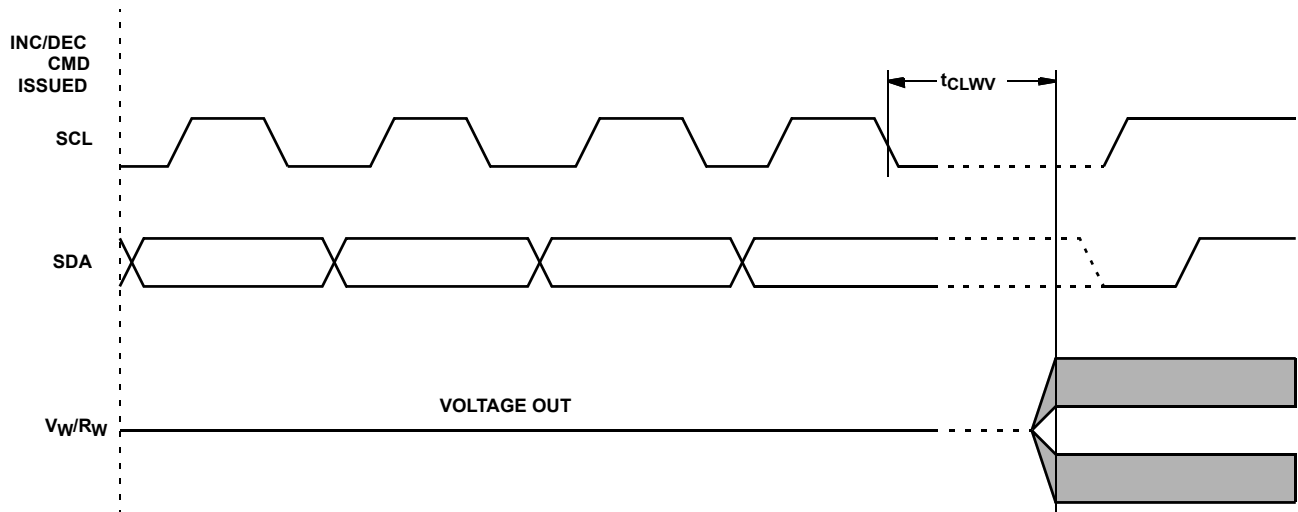 INC/DEC
CMD
ISSUED
tCLWV
SCL
SDA
VOLTAGE OUT
VW/RW